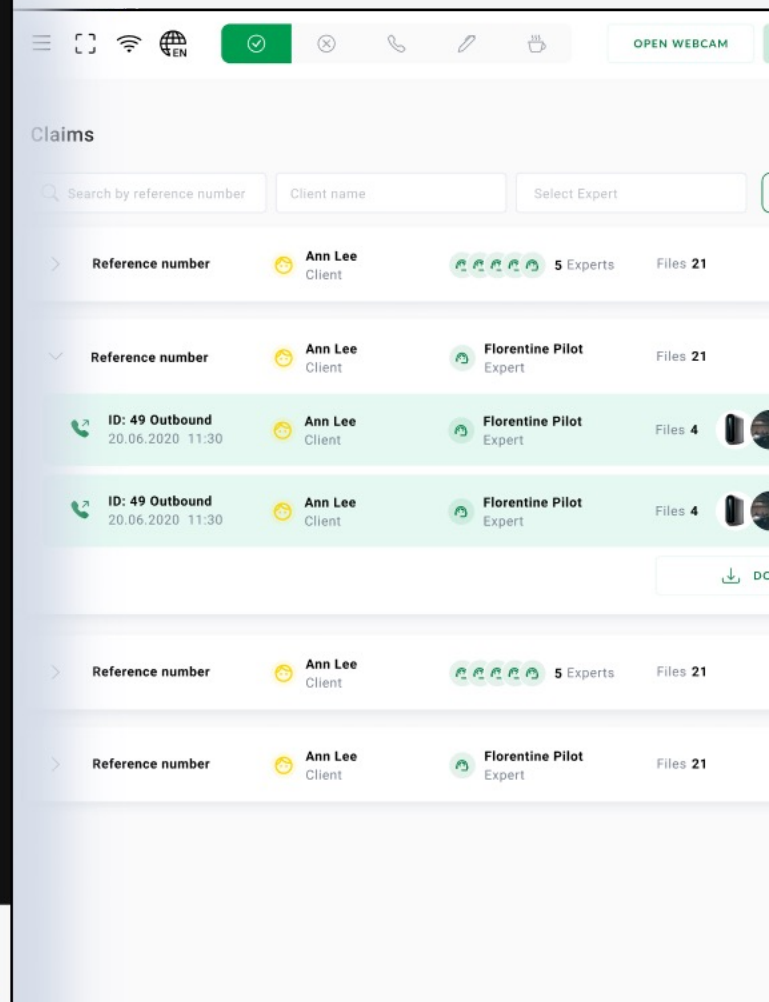 EN
OPEN WEBCAM
Claims
Search by reference number
Client name
Select Expert
Reference number
Ann Lee
Client
5 Experts
Files 21
Reference number
Ann Lee
Client
Florentine Pilot
Expert
Files 21
ID: 49 Outbound
20.06.2020 11:30
Ann Lee
Client
Florentine Pilot
Expert
Files 4
ID: 49 Outbound
20.06.2020 11:30
Ann Lee
Client
Florentine Pilot
Expert
Files 4
DO
Reference number
Ann Lee
Client
5 Experts
Files 21
Reference number
Ann Lee
Client
Florentine Pilot
Expert
Files 21